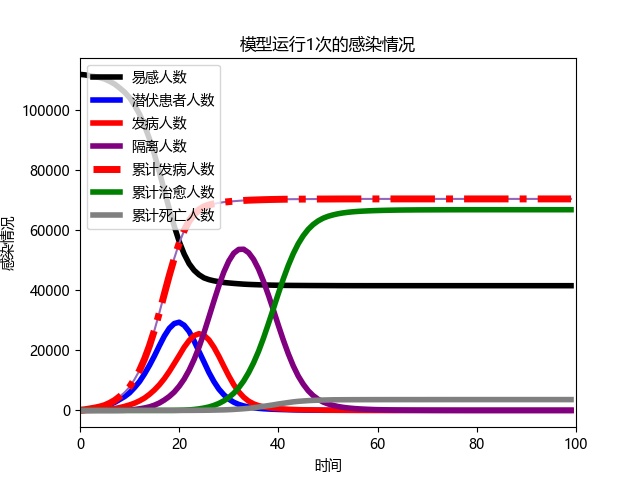 模型运行1次的感染情况
易感人数
潜伏患者人数
发病人数
隔离人数
累计发病人数
累计治愈人数
累计死亡人数
感染情况
100000
80000
60000
40000
20000
0
0 20 40 60 80 100
时间